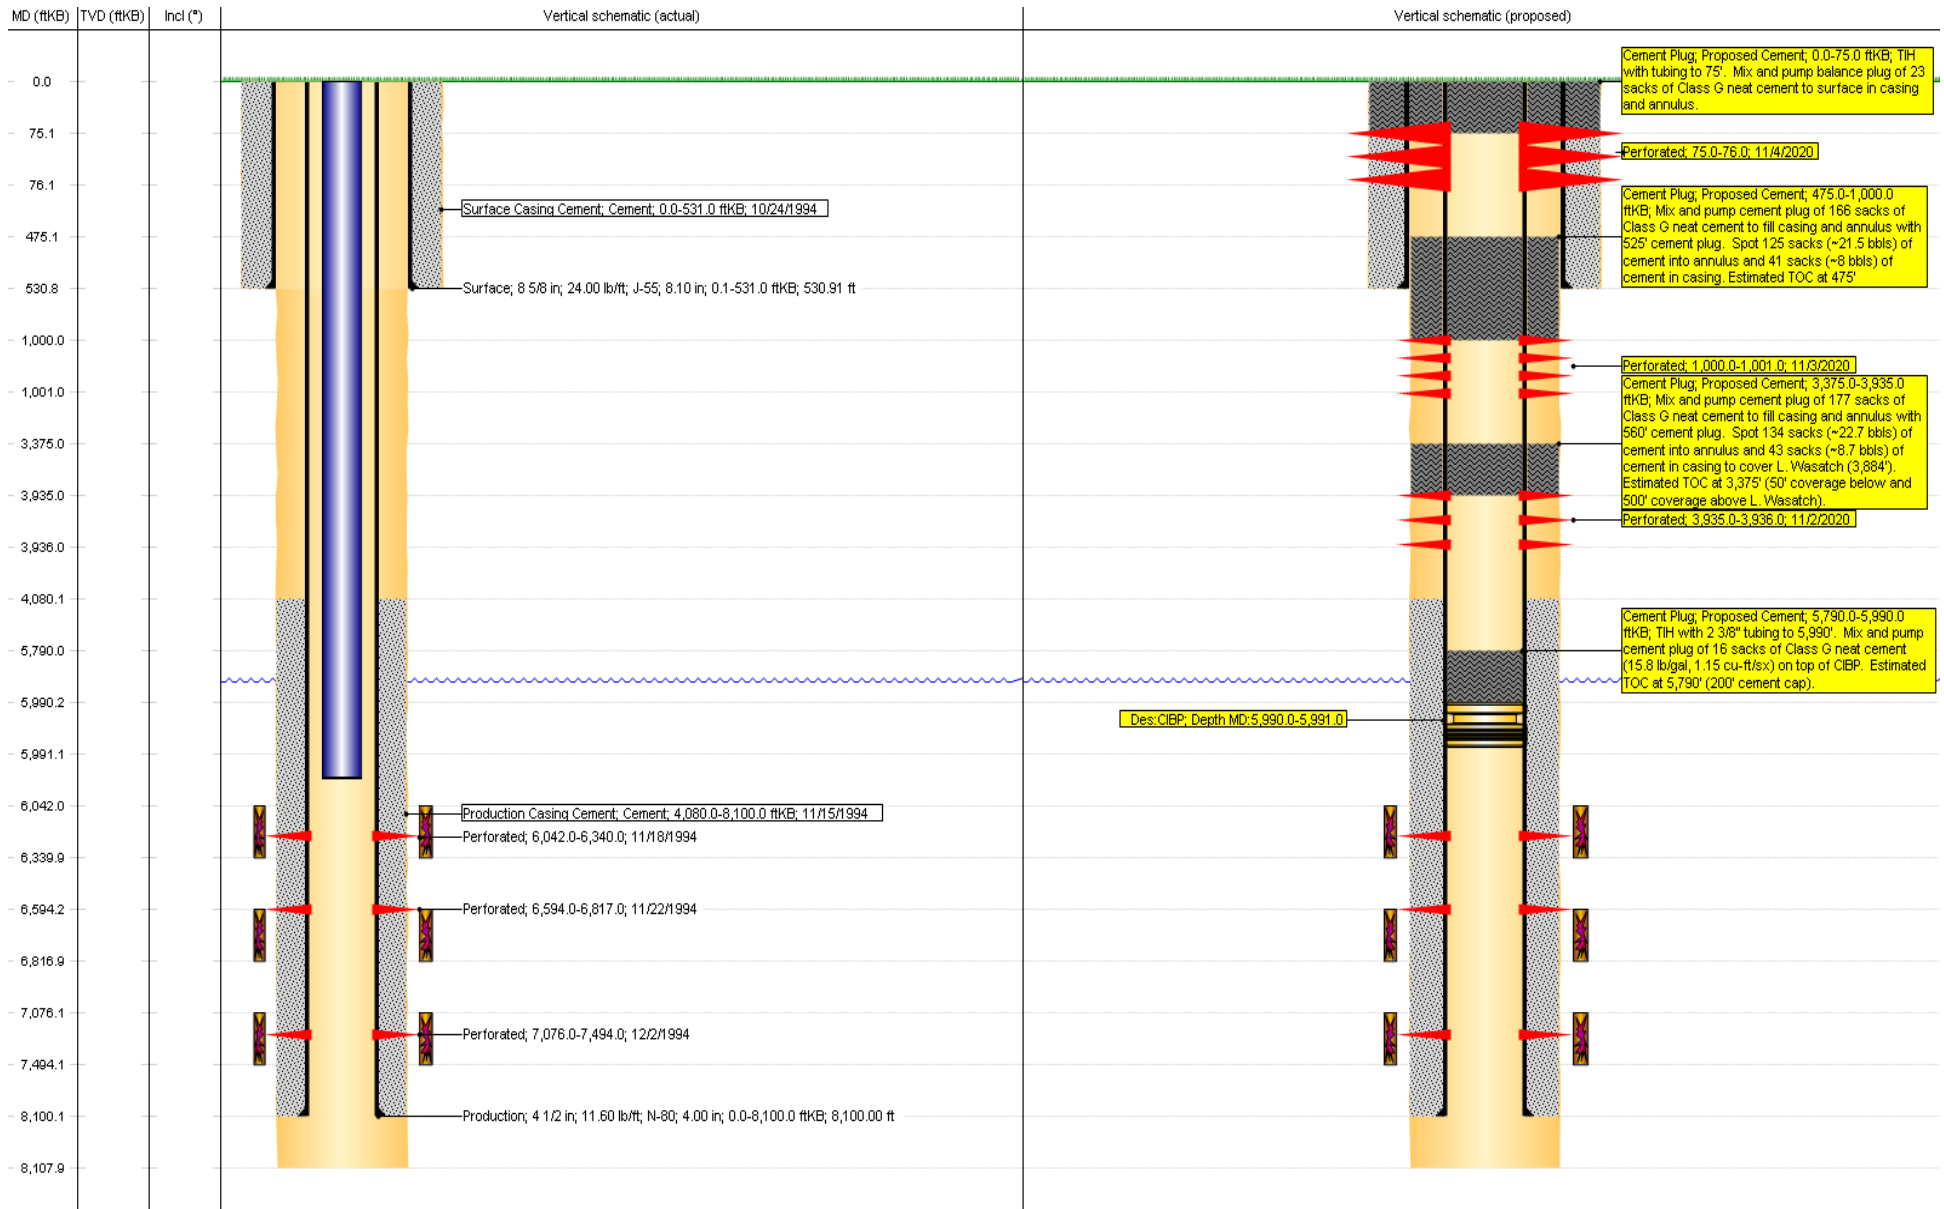 MD (ftKB) TVD (ftKB) Incl (°) Vertical schematic (actual) Vertical schematic (proposed)
0.0
75.1
76.1
475.1
530.8
1,000.0
1,001.0
3,375.0
3,935.0
3,936.0
4,080.1
5,790.0
5,990.2
5,991.1
6,042.0
6,339.9
6,594.2
6,816.9
7,076.1
7,494.1
8,100.1
8,107.9
Surface Casing Cement; Cement; 0.0-531.0 ftKB; 10/24/1994
Surface; 8 5/8 in; 24.00 lb/ft; J-55; 8.10 in; 0.1-531.0 ftKB; 530.91 ft
Production Casing Cement; Cement; 4,080.0-8,100.0 ftKB; 11/15/1994
Perforated; 6,042.0-6,340.0; 11/18/1994
Perforated; 6,594.0-6,817.0; 11/22/1994
Perforated; 7,076.0-7,494.0; 12/2/1994
Production; 4 1/2 in; 11.60 lb/ft; N-80; 4.00 in; 0.0-8,100.0 ftKB; 8,100.00 ft
Cement Plug; Proposed Cement; 0.0-75.0 ftKB; TIH
with tubing to 75'. Mix and pump balance plug of 23
sacks of Class G neat cement to surface in casing
and annulus.
Perforated; 75.0-76.0; 11/4/2020
Cement Plug; Proposed Cement; 475.0-1,000.0
ftKB; Mix and pump cement plug of 166 sacks of
Class G neat cement to fill casing and annulus with
525' cement plug. Spot 125 sacks (~21.5 bbls) of
cement into annulus and 41 sacks (~8 bbls) of
cement in casing. Estimated TOC at 475'
Perforated; 1,000.0-1,001.0; 11/3/2020
Cement Plug; Proposed Cement; 3,375.0-3,935.0
ftKB; Mix and pump cement plug of 177 sacks of
Class G neat cement to fill casing and annulus with
560' cement plug. Spot 134 sacks (~22.7 bbls) of
cement into annulus and 43 sacks (~8.7 bbls) of
cement in casing to cover L. Wasatch (3,884').
Estimated TOC at 3,375' (50' coverage below and
500' coverage above L. Wasatch).
Perforated; 3,935.0-3,936.0; 11/2/2020
Cement Plug; Proposed Cement; 5,790.0-5,990.0
ftKB; TIH with 2 3/8" tubing to 5,990'. Mix and pump
cement plug of 16 sacks of Class G neat cement
(15.8 lb/gal, 1.15 cu-ft/sx) on top of CIBP. Estimated
TOC at 5,790' (200' cement cap).
Des:CIBP; Depth MD:5,990.0-5,991.0